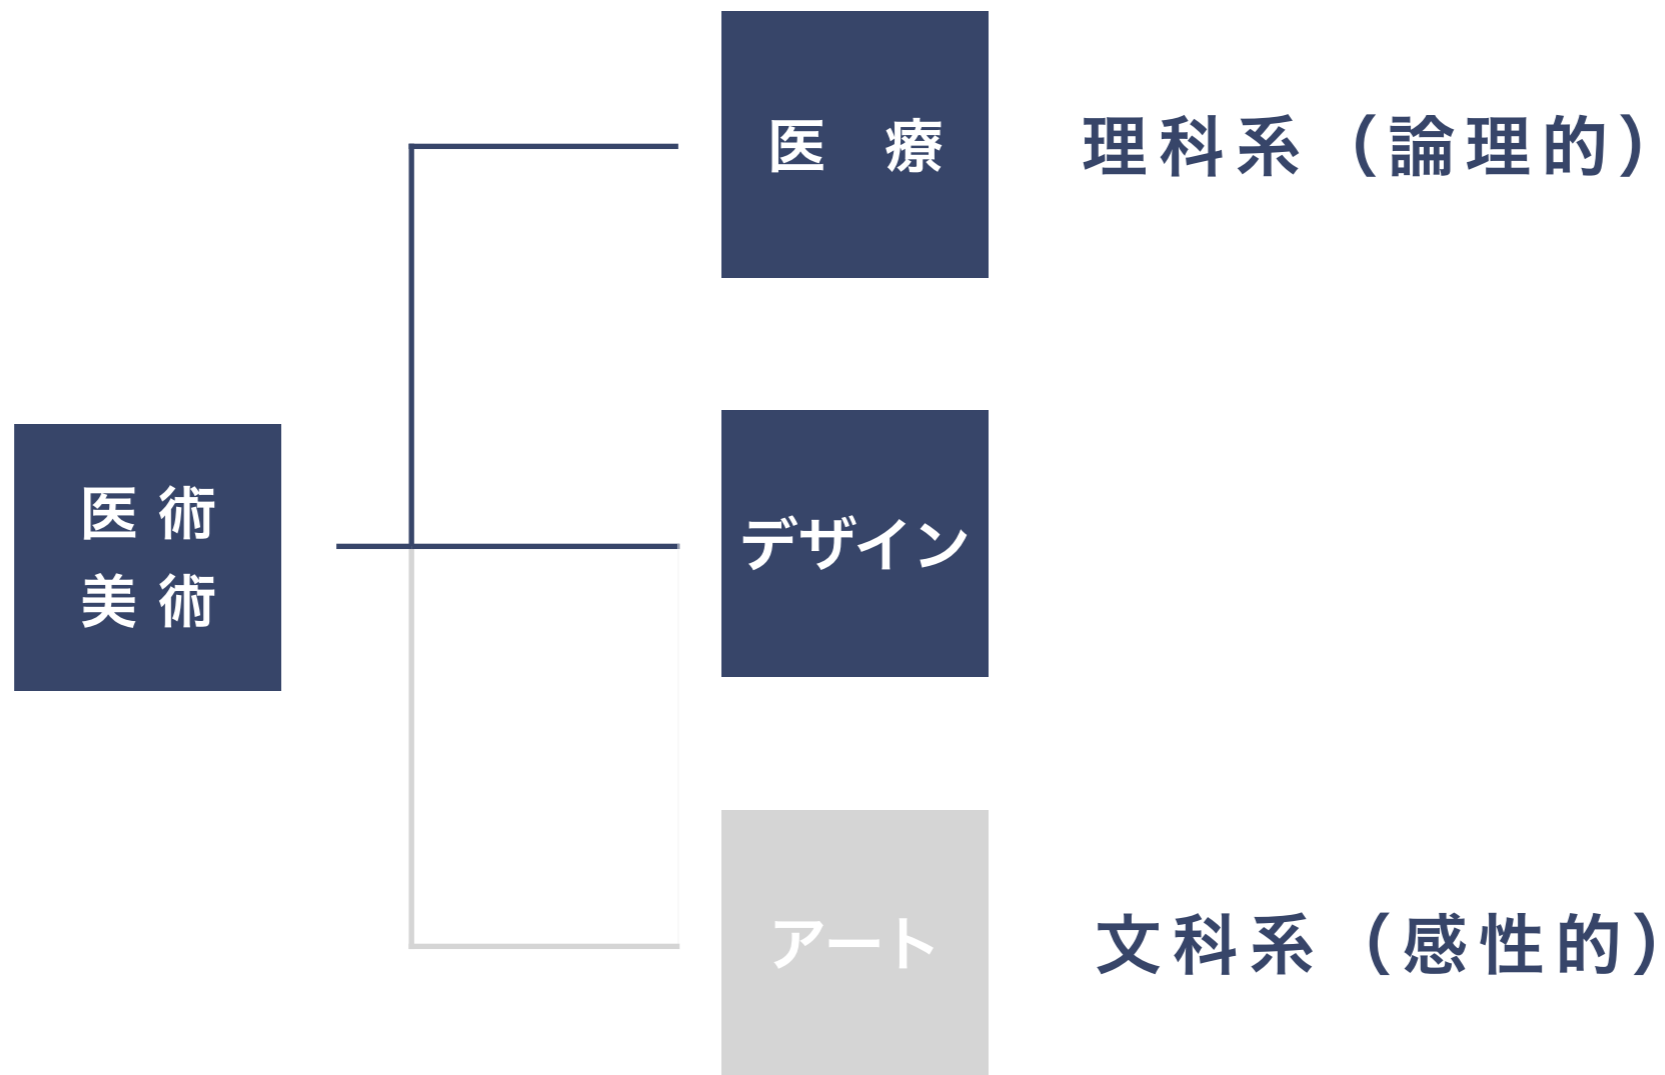 医　療
理科系（論理的）
医 術
美 術
デザイン
アート
文科系（感性的）